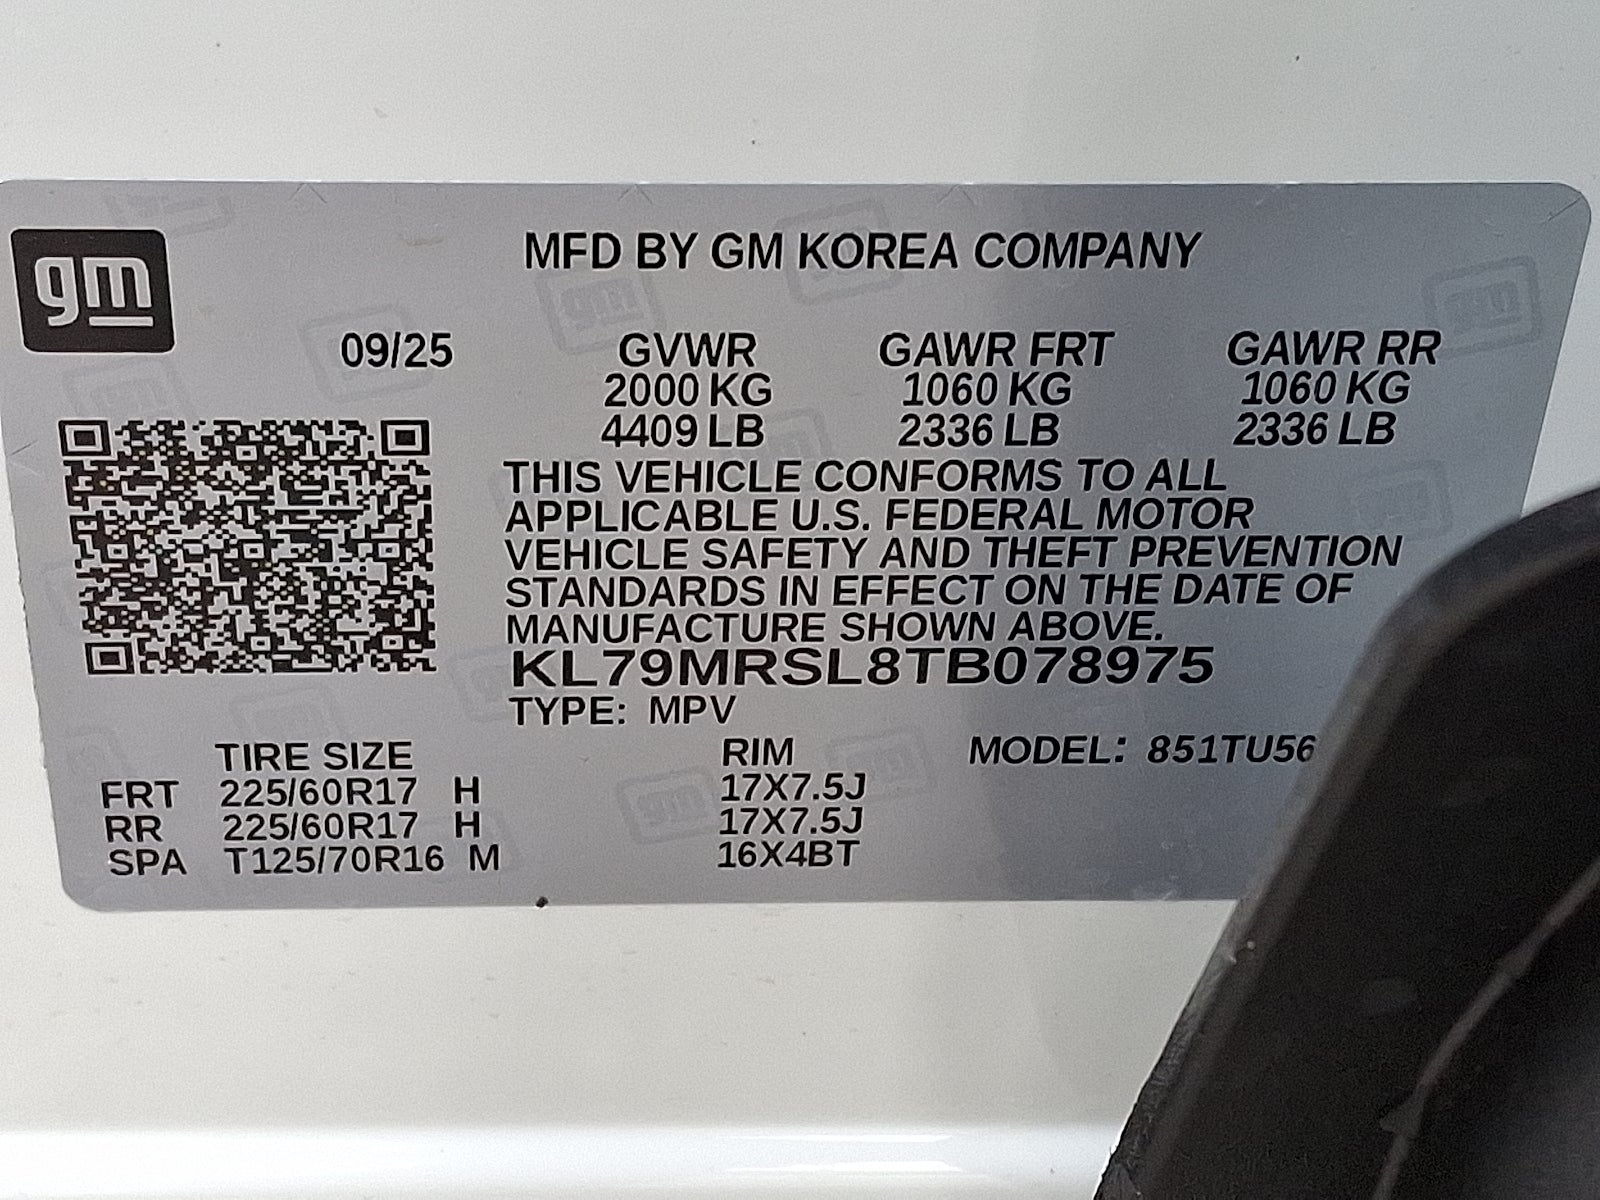 gm
MFD BY GM KOREA COMPANY
09/25 GVWR GAWR FRT GAWR RR
2000 KG 1060 KG 1060 KG
4409 LB 2336 LB 2336 LB
THIS VEHICLE CONFORMS TO ALL
APPLICABLE U.S. FEDERAL MOTOR
VEHICLE SAFETY AND THEFT PREVENTION
STANDARDS IN EFFECT ON THE DATE OF
MANUFACTURE SHOWN ABOVE.
KL79MRSL8TB078975
TYPE: MPV
TIRE SIZE RIM MODEL: 851TU56
FRT 225/60R17 H 17X7.5J
RR 225/60R17 H 17X7.5J
SPA T125/70R16 M 16X4BT